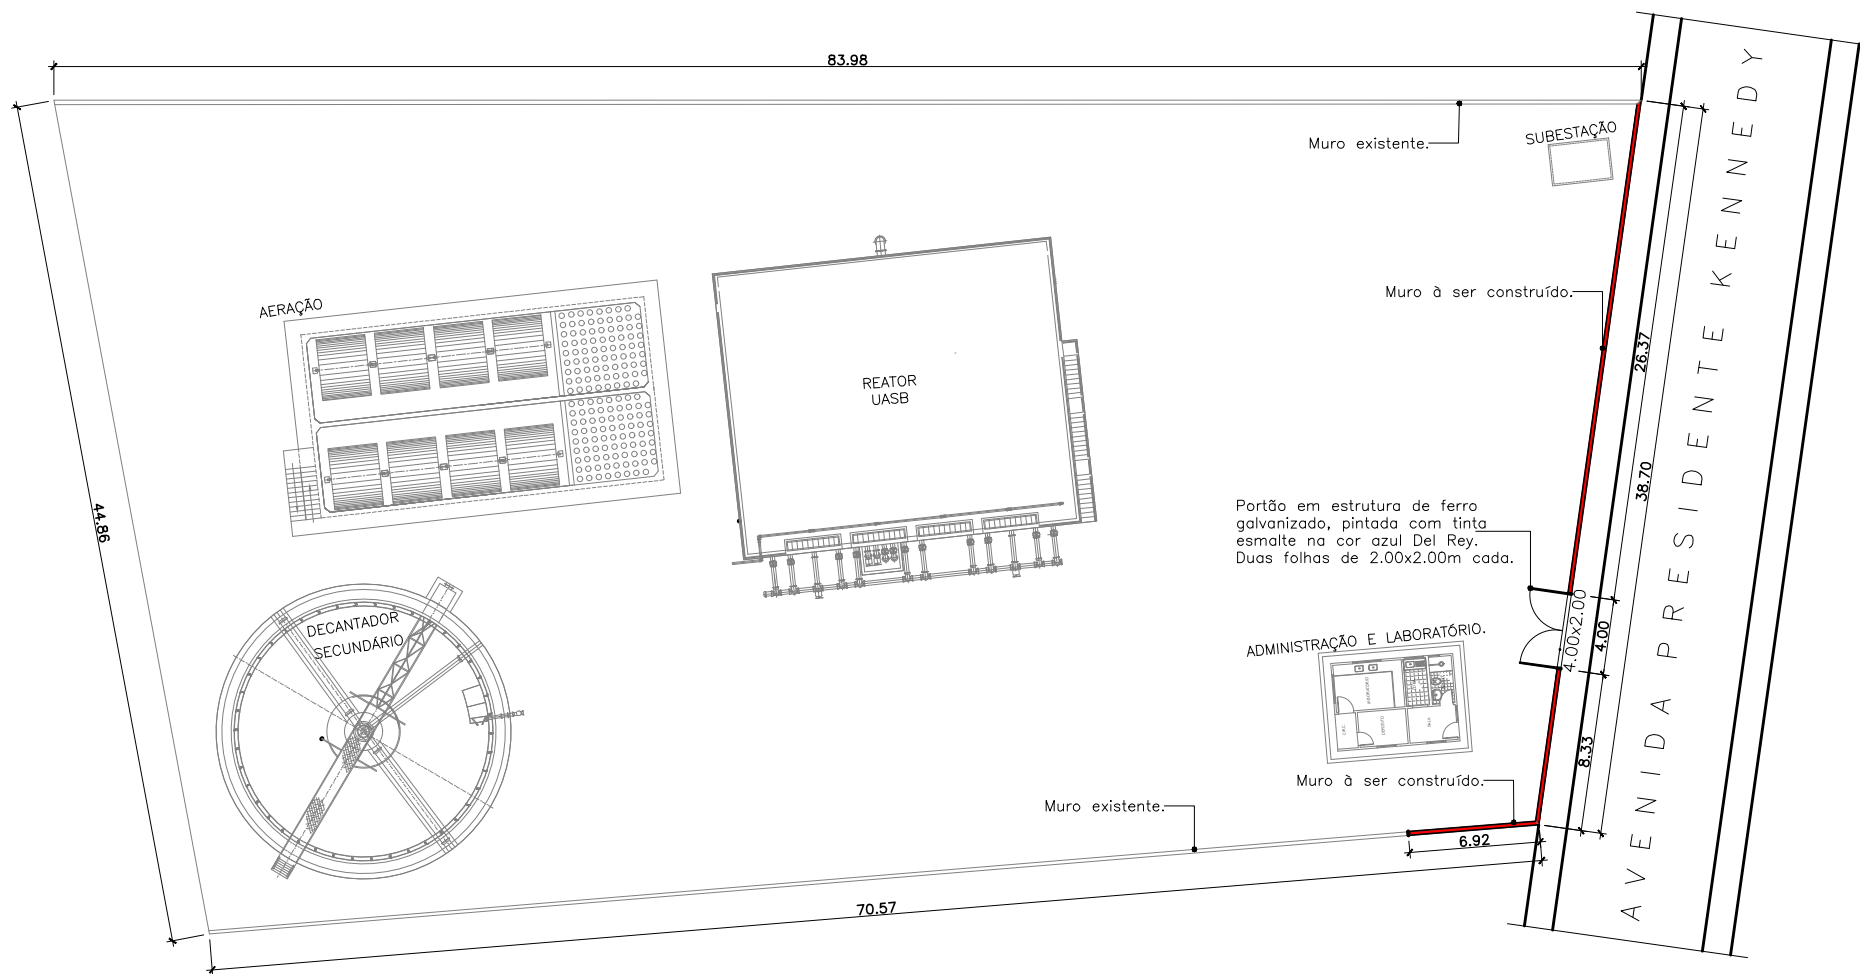 83.98
SUBESTAÇÃO
Muro existente.
AERAÇÃO
Muro à ser construído.
26.37
38.70
REATOR
UASB
44.86
Portão em estrutura de ferro
galvanizado, pintada com tinta
esmalte na cor azul Del Rey.
Duas folhas de 2.00x2.00m cada.
4.00x2.00
4.00
DECANTADOR
SECUNDÁRIO
ADMINISTRAÇÃO E LABORATÓRIO.
8.33
Muro à ser construído.
Muro existente.
6.92
70.57
AVENIDA PRESIDENTE KENNEDY